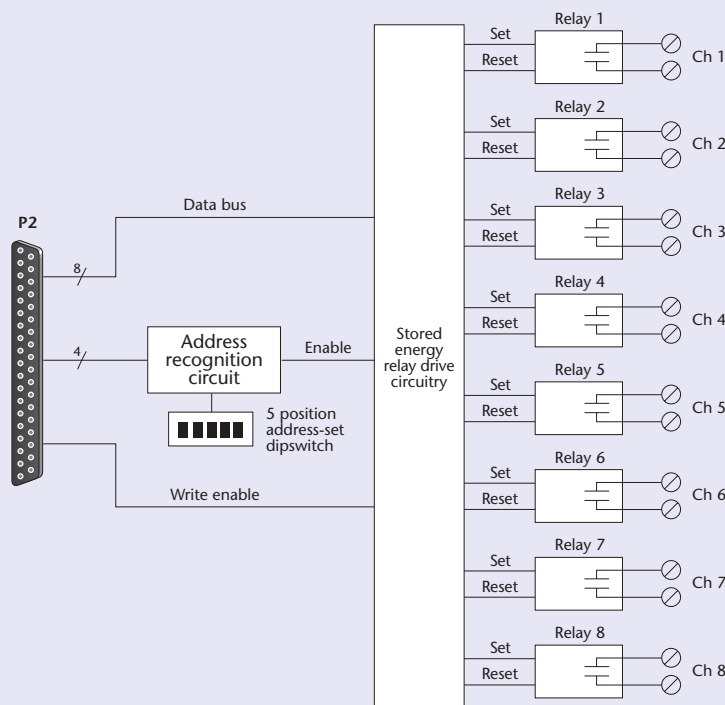 Relay 1
Set
Reset
Ch 1
Relay 2
Set
Reset
Ch 2
Relay 3
Set
Reset
Ch 3
Relay 4
Set
Reset
Ch 4
Relay 5
Set
Reset
Ch 5
Relay 6
Set
Reset
Ch 6
Relay 7
Set
Reset
Ch 7
Relay 8
Set
Reset
Ch 8
P2
8
Data bus
4
Address
recognition
circuit
Enable
5 position
address-set
dipswitch
Write enable
Stored
energy
relay drive
circuitry